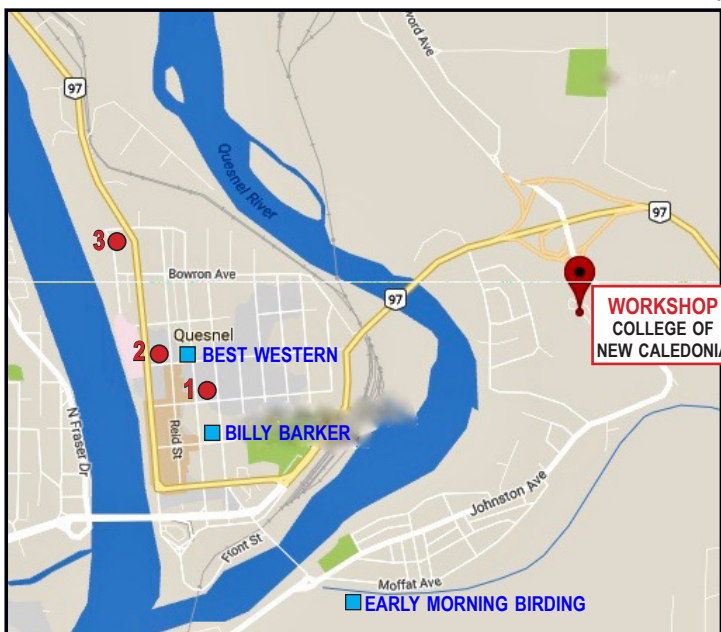 97
Quesnel River
97
3
Bowron Ave
97
WORKSHOP
COLLEGE OF
NEW CALEDONIA
Quesnel
2
BEST WESTERN
1
N Fraser Dr
Reid St
BILLY BARKER
Johnston Ave
Front St
Moffat Ave
EARLY MORNING BIRDING